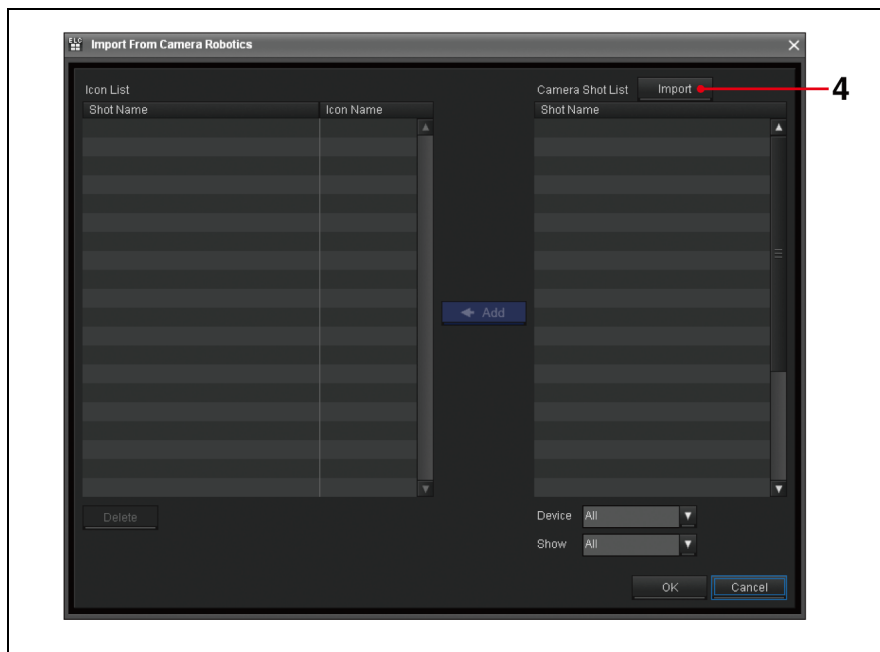 ELC Import From Camera Robotics
Icon List
Camera Shot List Import
4
Shot Name Icon Name
Shot Name
Add
Delete
Device All
Show All
OK Cancel